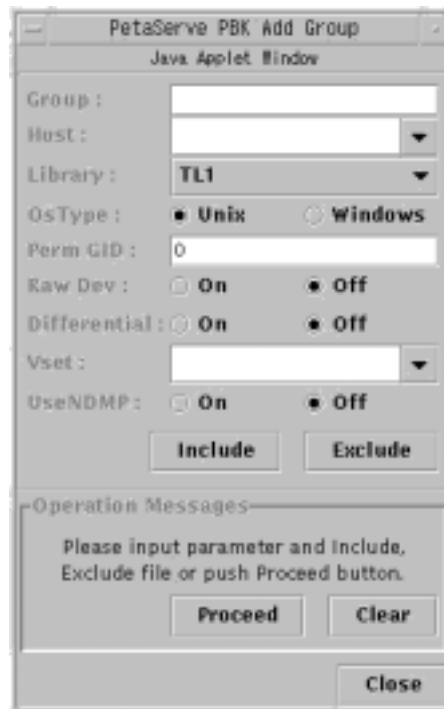 PetaServe PBK Add Group
Java Applet Window
Group :
Host :
Library : TL1
OsType : Unix Windows
Perm GID : 0
Raw Dev : On Off
Differential : On Off
Vset :
UseNDMP : On Off
Include Exclude
Operation Messages
Please input parameter and Include,
Exclude file or push Proceed button.
Proceed Clear
Close